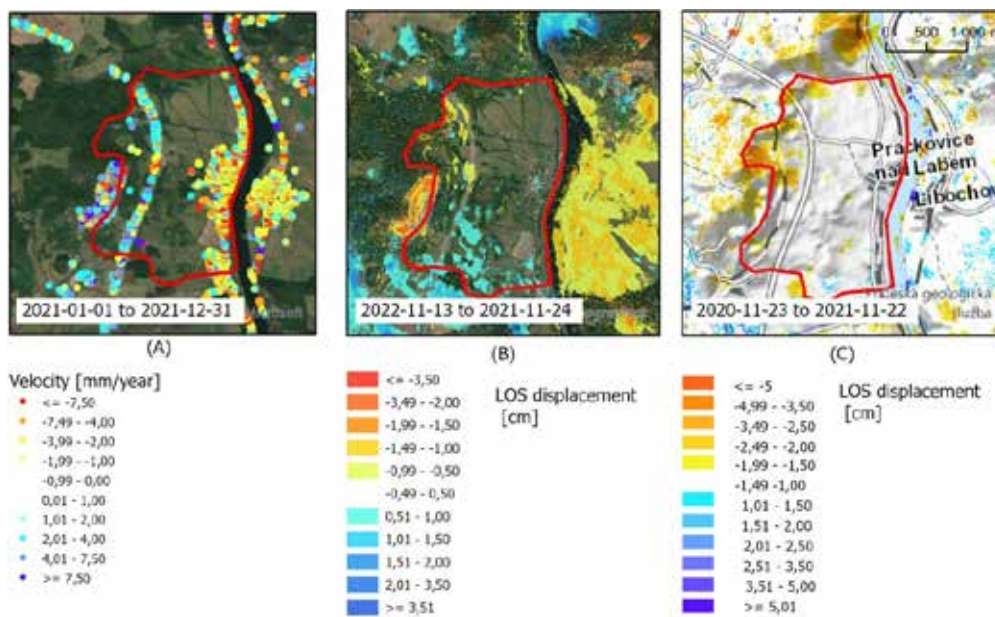 0 500 1 000
Prackovice
nad Labem
Libochov
Česká geologická
služba
2021-01-01 to 2021-12-31
2022-11-13 to 2021-11-24
2020-11-23 to 2021-11-22
(A)
(B)
(C)
Velocity [mm/year]
<= -7,50
-7,49 - -4,00
-3,99 - -2,00
-1,99 - -1,00
-0,99 - 0,00
0,01 - 1,00
1,01 - 2,00
2,01 - 4,00
4,01 - 7,50
>= 7,50
LOS displacement
[cm]
<= -3,50
-3,49 - -2,00
-1,99 - -1,50
-1,49 - -1,00
-0,99 - -0,50
-0,49 - 0,50
0,51 - 1,00
1,01 - 1,50
1,51 - 2,00
2,01 - 3,50
>= 3,51
LOS displacement
[cm]
<= -5
-4,99 - -3,50
-3,49 - -2,50
-2,49 - -2,00
-1,99 - -1,50
-1,49 -1,00
1,01 - 1,50
1,51 - 2,00
2,01 - 2,50
2,51 - 3,50
3,51 - 5,00
>= 5,01